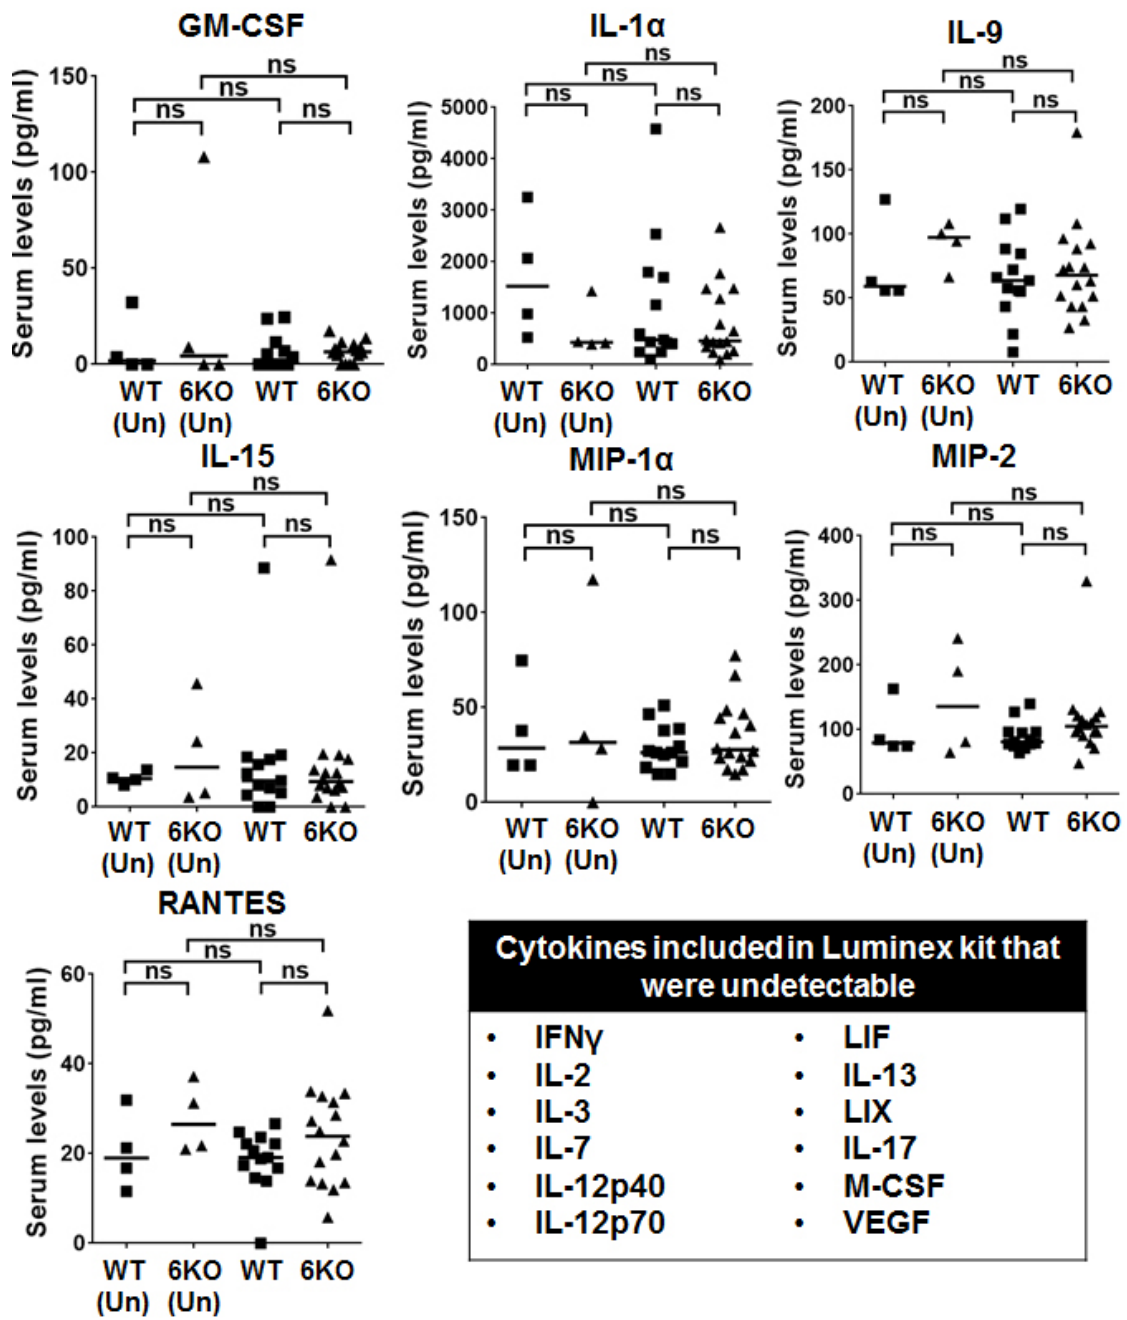 GM-CSF
ns
ns
ns ns
Serum levels (pg/ml)
150
100
50
0
WT 6KO WT 6KO
(Un) (Un)
IL-1α
ns
ns
ns ns
Serum levels (pg/ml)
5000
4000
3000
2000
1000
0
WT 6KO WT 6KO
(Un) (Un)
IL-9
ns
ns
ns ns
Serum levels (pg/ml)
200
150
100
50
0
WT 6KO WT 6KO
(Un) (Un)
IL-15
ns
ns
ns ns
Serum levels (pg/ml)
100
80
60
40
20
0
WT 6KO WT 6KO
(Un) (Un)
MIP-1α
ns
ns
ns ns
Serum levels (pg/ml)
150
100
50
0
WT 6KO WT 6KO
(Un) (Un)
MIP-2
ns
ns
ns ns
Serum levels (pg/ml)
400
300
200
100
0
WT 6KO WT 6KO
(Un) (Un)
RANTES
ns
ns
ns ns
Serum levels (pg/ml)
60
40
20
0
WT 6KO WT 6KO
(Un) (Un)
Cytokines included in Luminex kit that
were undetectable
• IFNγ
• IL-2
• IL-3
• IL-7
• IL-12p40
• IL-12p70
• LIF
• IL-13
• LIX
• IL-17
• M-CSF
• VEGF